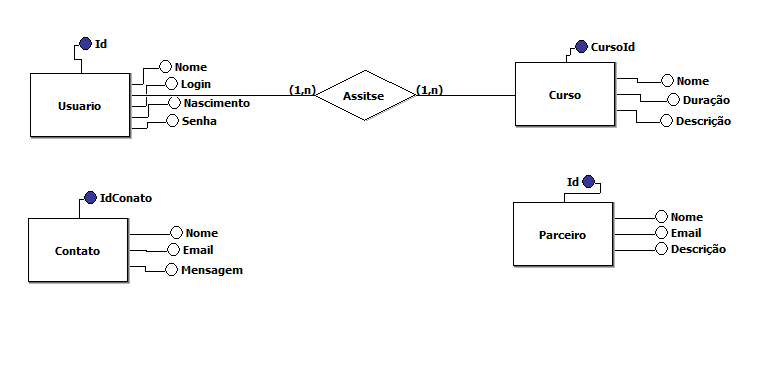 Id
Nome
Login
Nascimento
Senha
Usuario
(1,n)
Assitse
(1,n)
CursoId
Curso
Nome
Duração
Descrição
IdConato
Contato
Nome
Email
Mensagem
Id
Parceiro
Nome
Email
Descrição